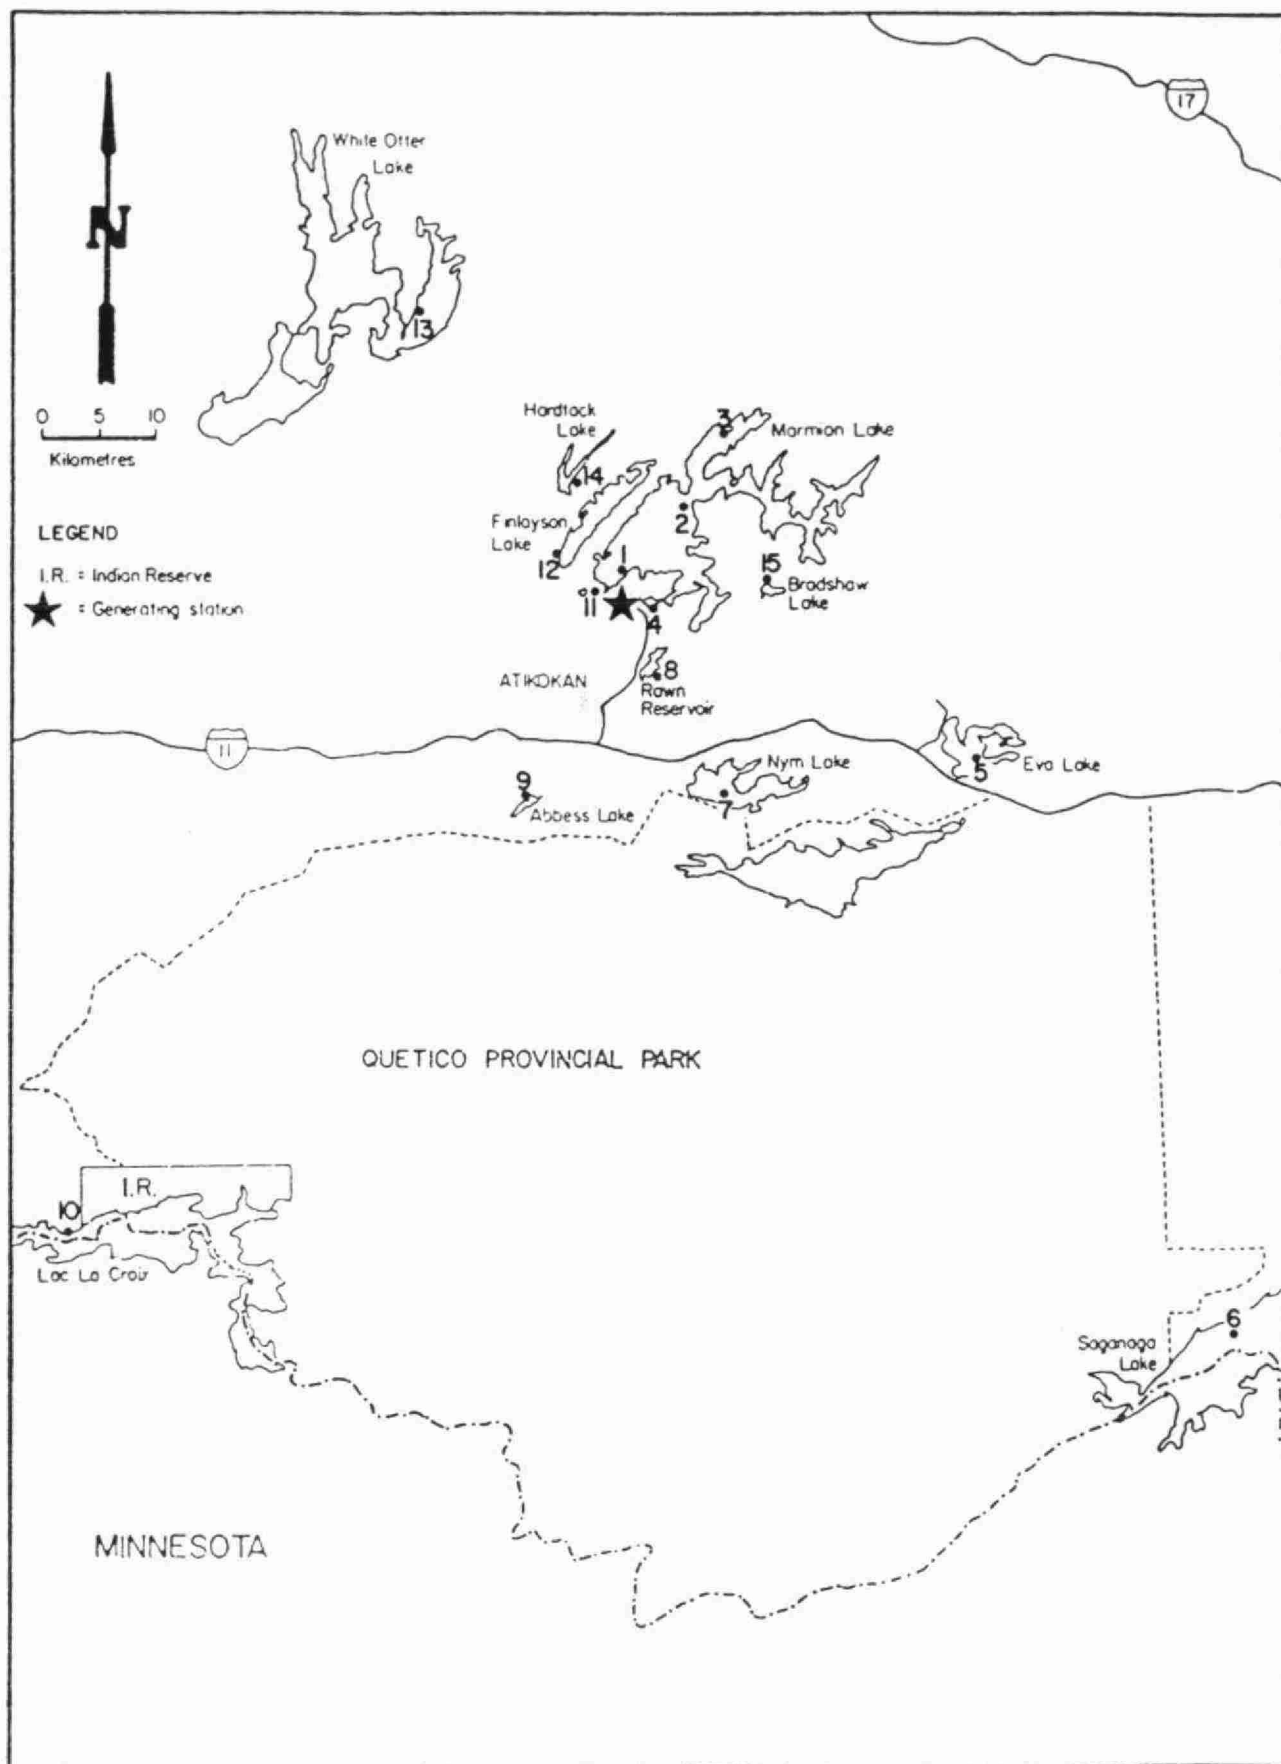 17
White Otter
Lake
N
13
0 5 10
Kilometres
Hardtack
Lake
3
Marmion Lake
14
2
LEGEND
Finlayson
Lake
I.R. = Indian Reserve
12
1
15
Bradshaw
Lake
= Generating station
11
4
ATIKOKAN
8
Rawn
Reservoir
11
Nym Lake
5
Eva Lake
9
7
Abbess Lake
QUETICO PROVINCIAL PARK
I.R.
10
Lac La Croix
6
Saganaga
Lake
MINNESOTA